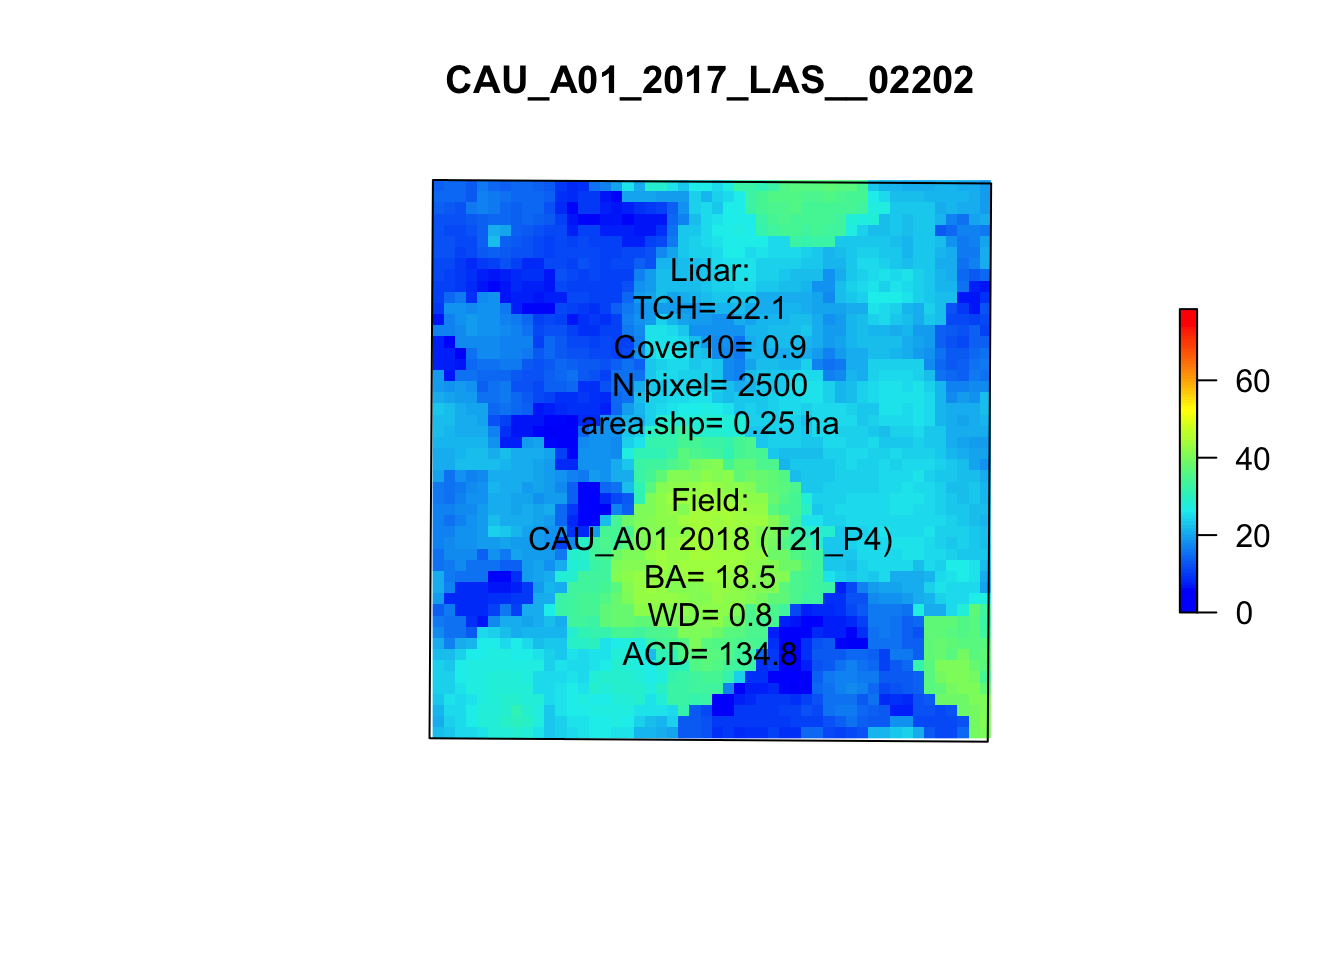 CAU_A01_2017_LAS__02202
Lidar:
TCH= 22.1
Cover10= 0.9
N.pixel= 2500
area.shp= 0.25 ha
Field:
CAU_A01 2018 (T21_P4)
BA= 18.5
WD= 0.8
ACD= 134.8
60
40
20
0